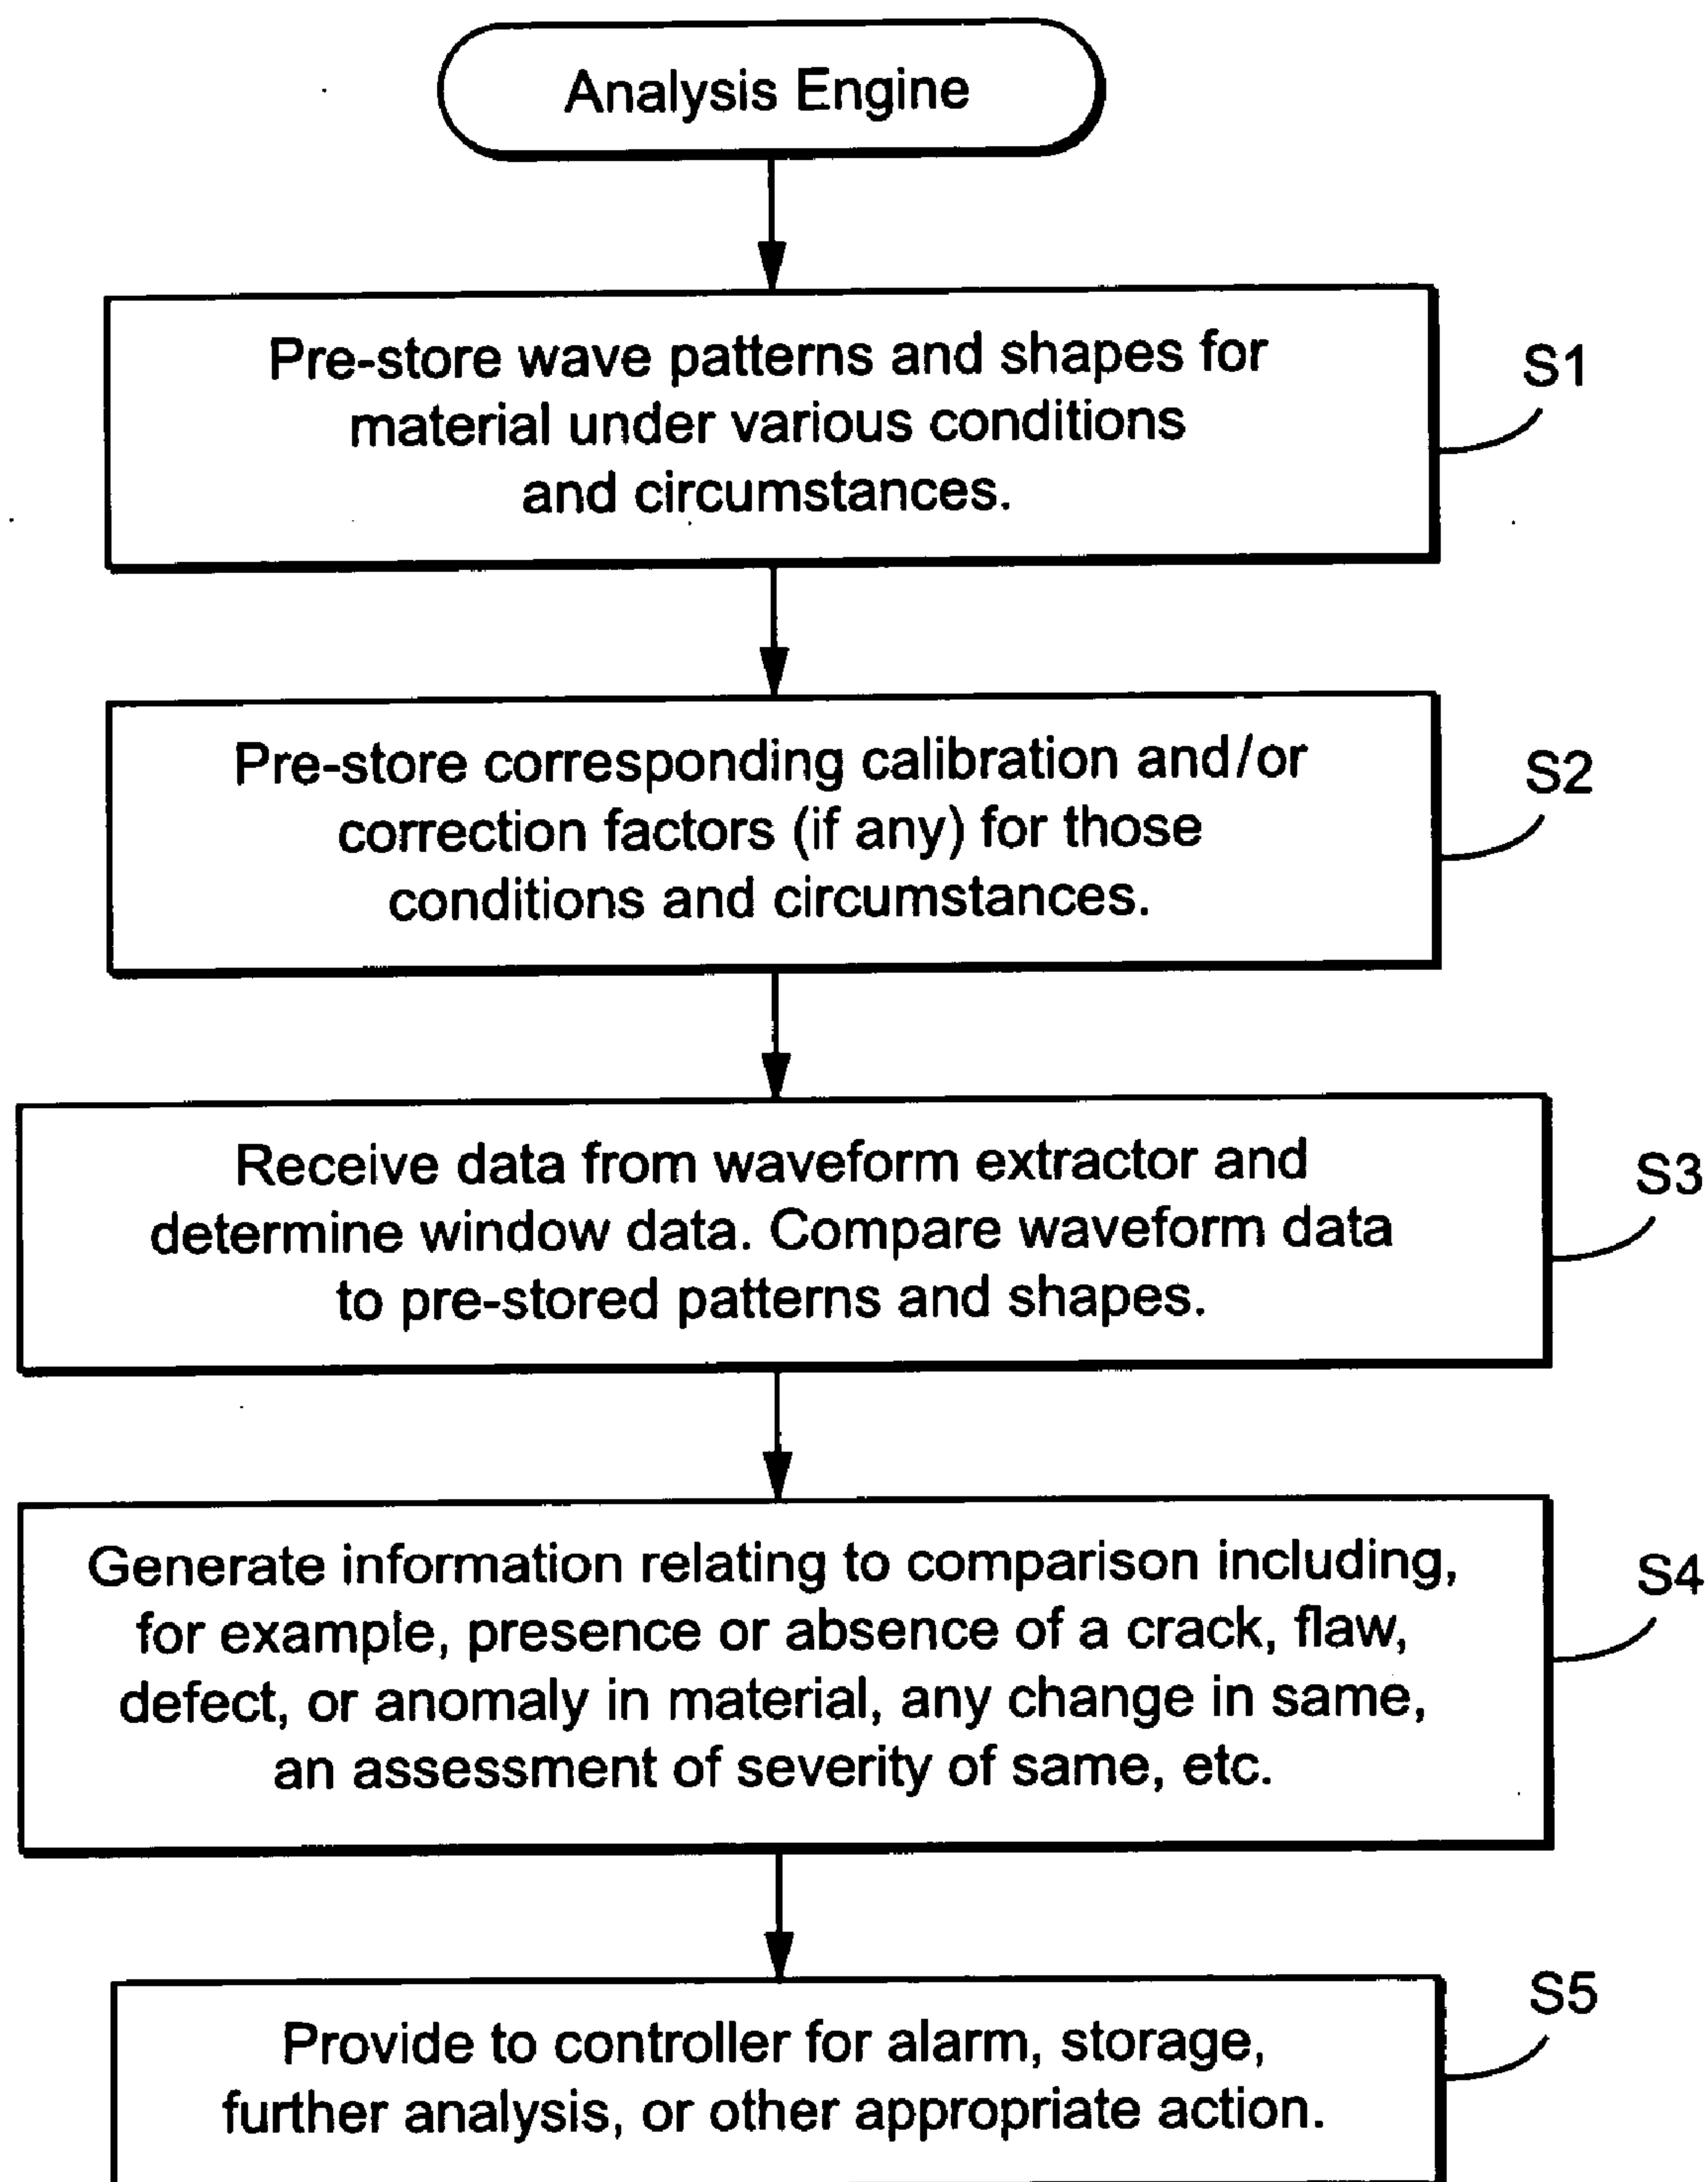 Analysis Engine
Pre-store wave patterns and shapes for
material under various conditions
and circumstances.
S1
Pre-store corresponding calibration and/or
correction factors (if any) for those
conditions and circumstances.
S2
Receive data from waveform extractor and
determine window data. Compare waveform data
to pre-stored patterns and shapes.
S3
Generate information relating to comparison including,
for example, presence or absence of a crack, flaw,
defect, or anomaly in material, any change in same,
an assessment of severity of same, etc.
S4
Provide to controller for alarm, storage,
further analysis, or other appropriate action.
S5